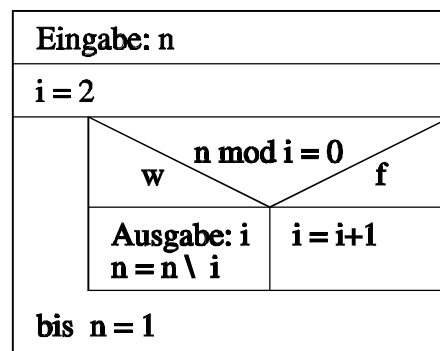 Eingabe: n
i = 2
n mod i = 0
w
f
Ausgabe: i
n = n \ i
i = i+1
bis n = 1